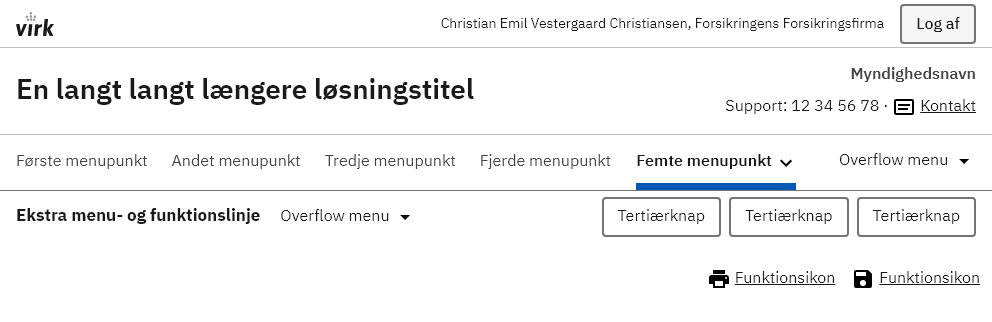 virk
Christian Emil Vestergaard Christiansen, Forsikringens Forsikringsfirma
Log af
En langt langt længere løsningstitel
Myndighedsnavn
Support: 12 34 56 78 · Kontakt
Første menupunkt Andet menupunkt Tredje menupunkt Fjerde menupunkt Femte menupunkt Overflow menu
Ekstra menu- og funktionslinje Overflow menu Tertiærknap Tertiærknap Tertiærknap
Funktionsikon Funktionsikon